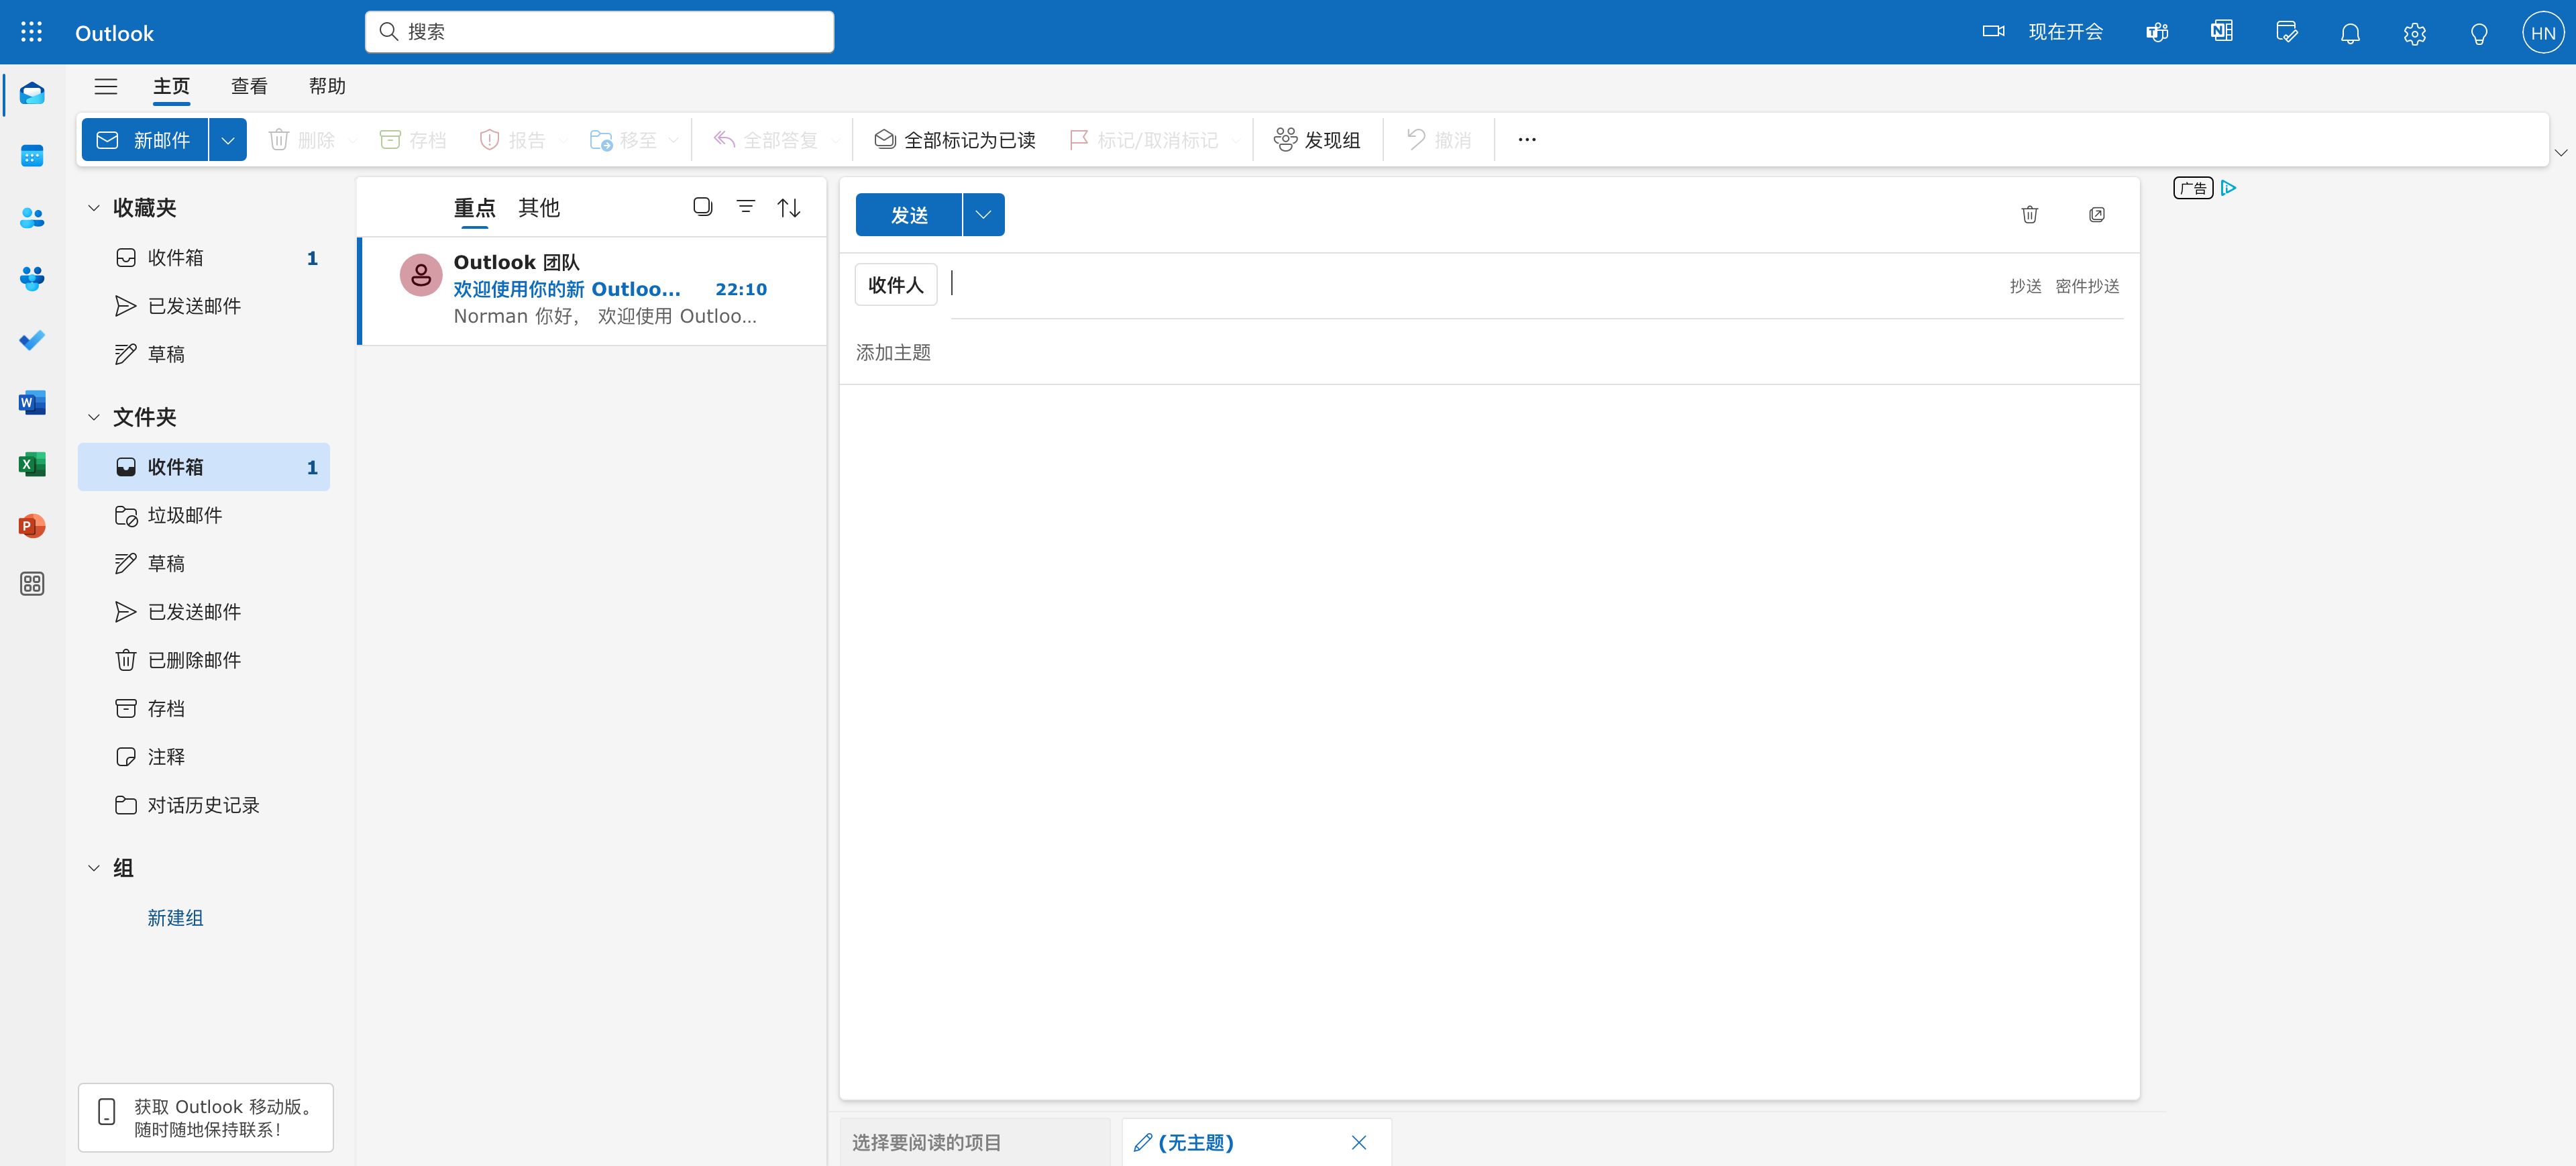 Outlook
搜索
现在开会
HN
主页 查看 帮助
新邮件 删除 存档 报告 移至 全部答复 全部标记为已读 标记/取消标记 发现组 撤消
收藏夹
收件箱 1
已发送邮件
草稿
文件夹
收件箱 1
垃圾邮件
草稿
已发送邮件
已删除邮件
存档
注释
对话历史记录
组
新建组
获取 Outlook 移动版。
随时随地保持联系！
重点 其他
Outlook 团队
欢迎使用你的新 Outloo... 22:10
Norman 你好， 欢迎使用 Outloo...
发送
收件人
抄送 密件抄送
添加主题
选择要阅读的项目
(无主题)
广告